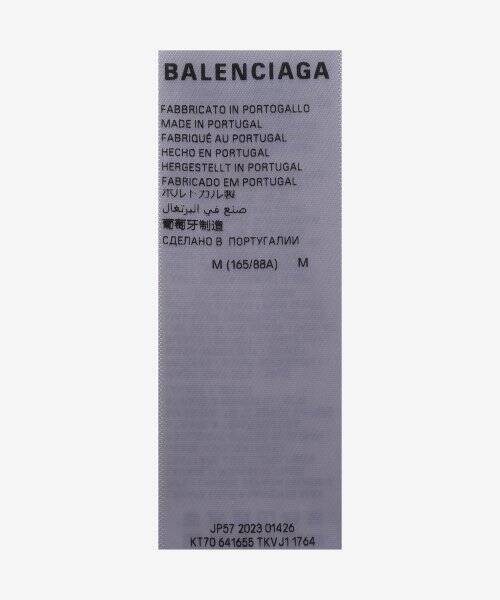 BALENCIAGA
FABBRICATO IN PORTOGALLO
MADE IN PORTUGAL
FABRIQUÉ AU PORTUGAL
HECHO EN PORTUGAL
HERGESTELLT IN PORTUGAL
FABRICADO EM PORTUGAL
ポルトガル製
صنع في البرتغال
葡萄牙制造
СДЕЛАНО В ПОРТУГАЛИИ
M (165/88A) M
JP57 2023 01426
KT70 641655 TKVJ1 1764